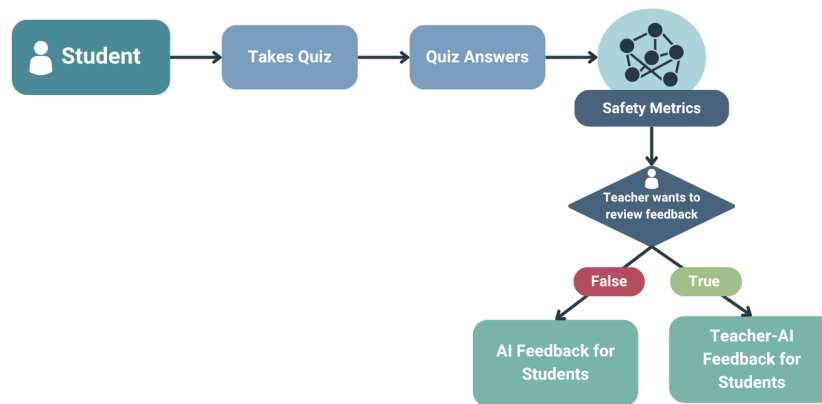 Student
Takes Quiz
Quiz Answers
Safety Metrics
Teacher wants to
review feedback
False
True
AI Feedback for
Students
Teacher-AI
Feedback for
Students